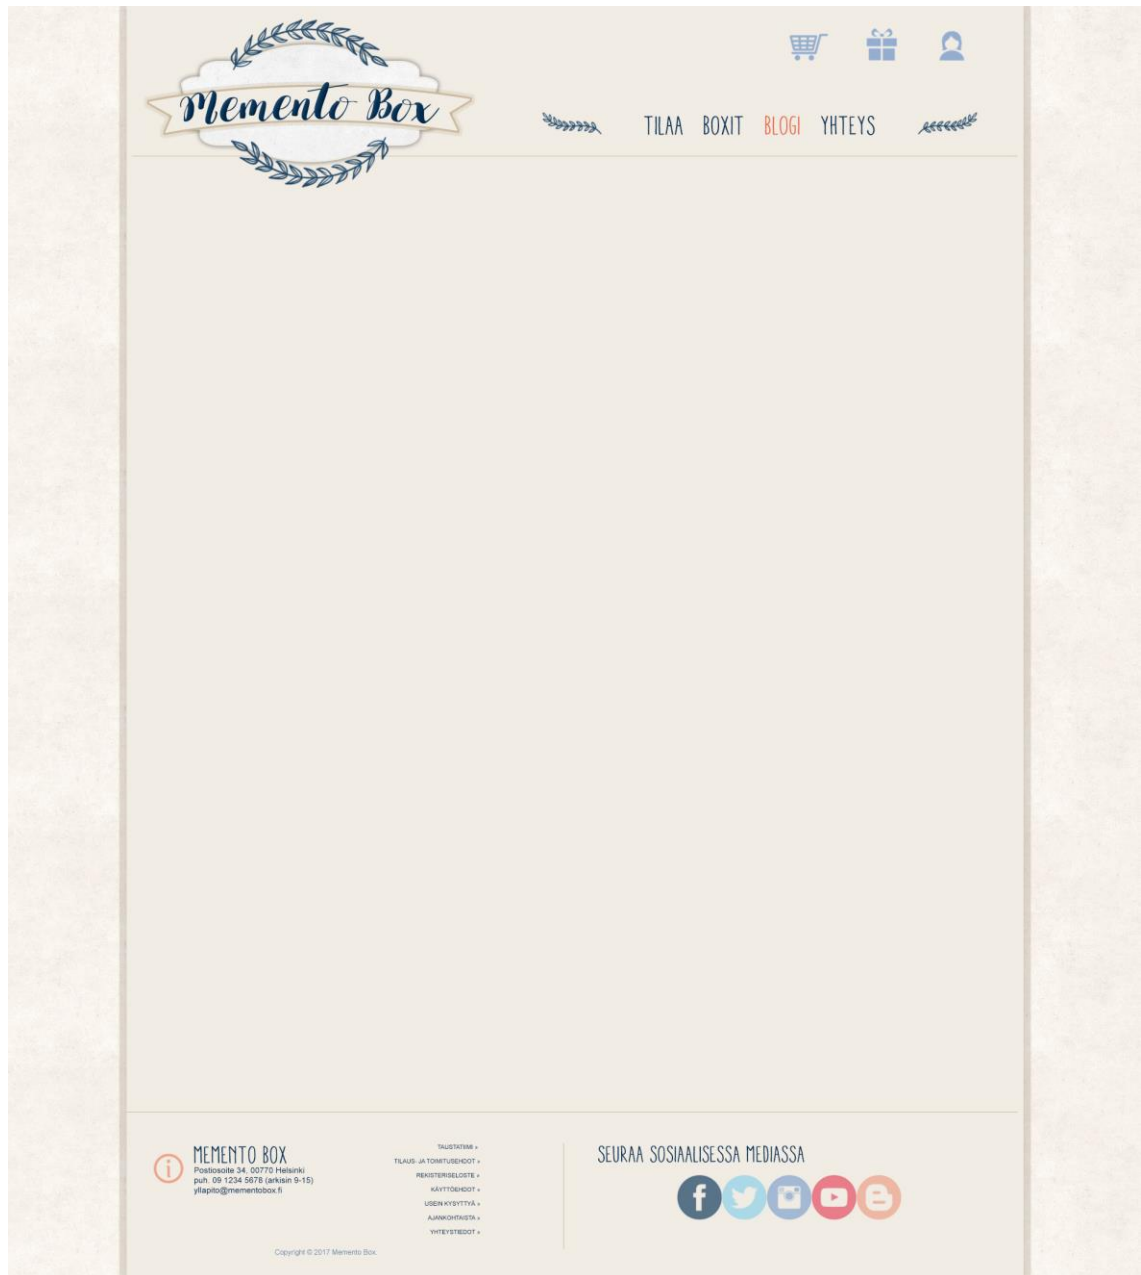 Memento Box
TILAA BOXIT BLOGI YHTEYS
MEMENTO BOX
Postiosoite 34, 00770 Helsinki
puh. 09 1234 5678 (arkisin 9-15)
yllapito@mementobox.fi
TAUSTATIIMI »
TILAUS- JA TOIMITUSEHDOT »
REKISTERISELOSTE »
KÄYTTÖEHDOT »
USEIN KYSYTTYÄ »
AJANKOHTAISTA »
YHTEYSTIEDOT »
SEURAA SOSIAALISESSA MEDIASSA
Copyright © 2017 Memento Box.